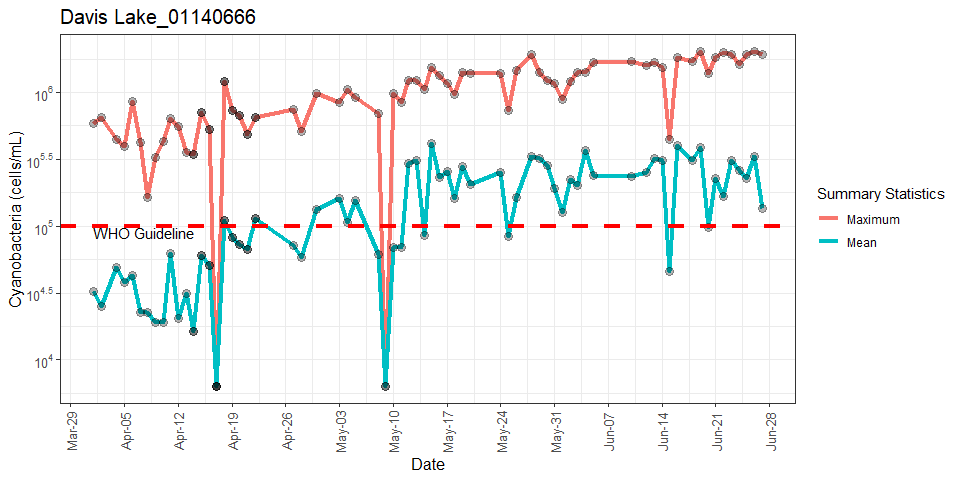 Davis Lake_01140666
Cyanobacteria (cells/mL)
10^6
10^5.5
10^5
10^4.5
10^4
WHO Guideline
Mar-29
Apr-05
Apr-12
Apr-19
Apr-26
May-03
May-10
May-17
May-24
May-31
Jun-07
Jun-14
Jun-21
Jun-28
Date
Summary Statistics
Maximum
Mean